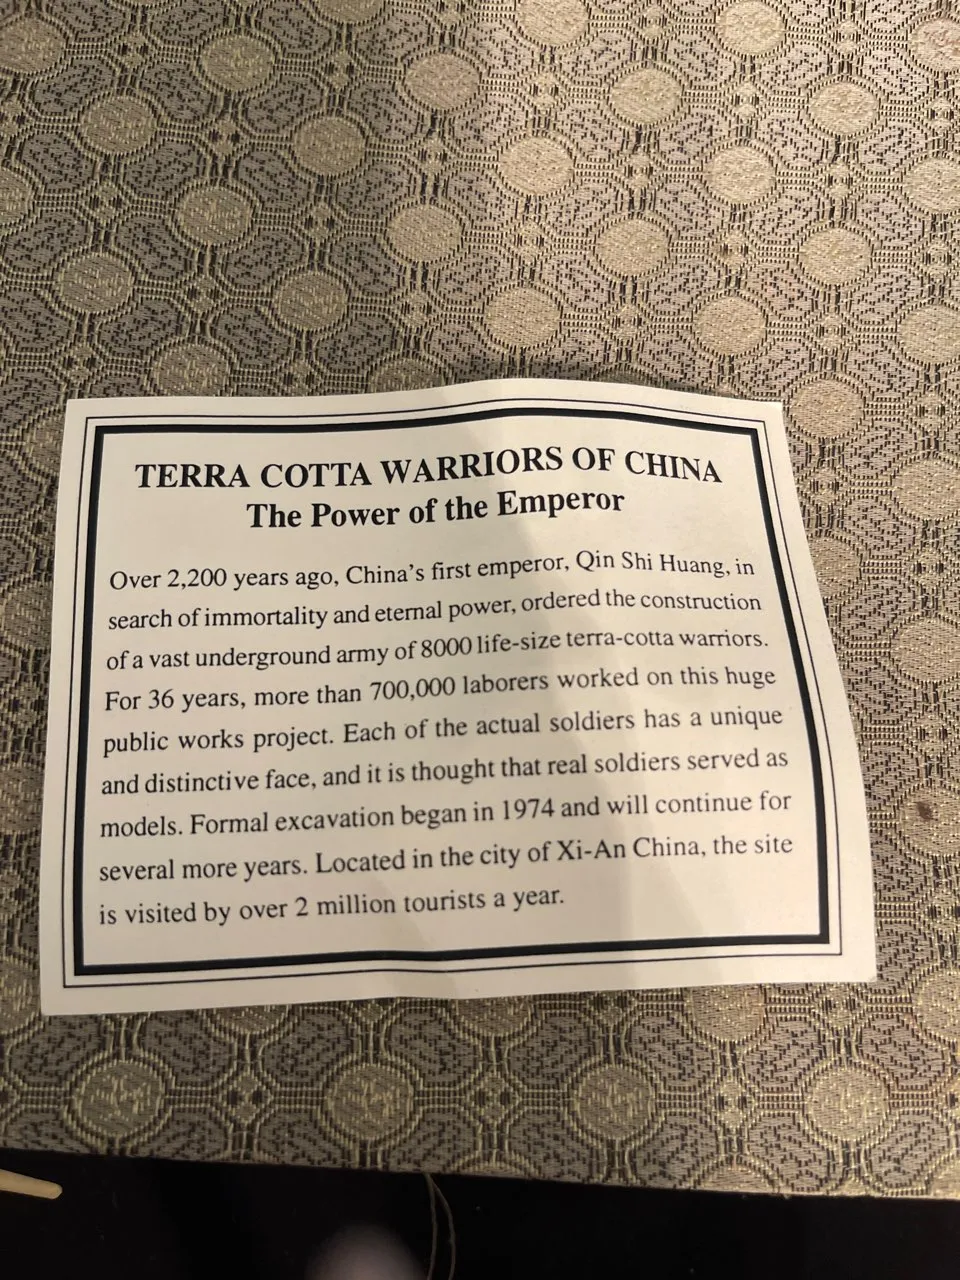 TERRA COTTA WARRIORS OF CHINA
The Power of the Emperor
Over 2,200 years ago, China's first emperor, Qin Shi Huang, in
search of immortality and eternal power, ordered the construction
of a vast underground army of 8000 life-size terra-cotta warriors.
For 36 years, more than 700,000 laborers worked on this huge
public works project. Each of the actual soldiers has a unique
and distinctive face, and it is thought that real soldiers served as
models. Formal excavation began in 1974 and will continue for
several more years. Located in the city of Xi-An China, the site
is visited by over 2 million tourists a year.